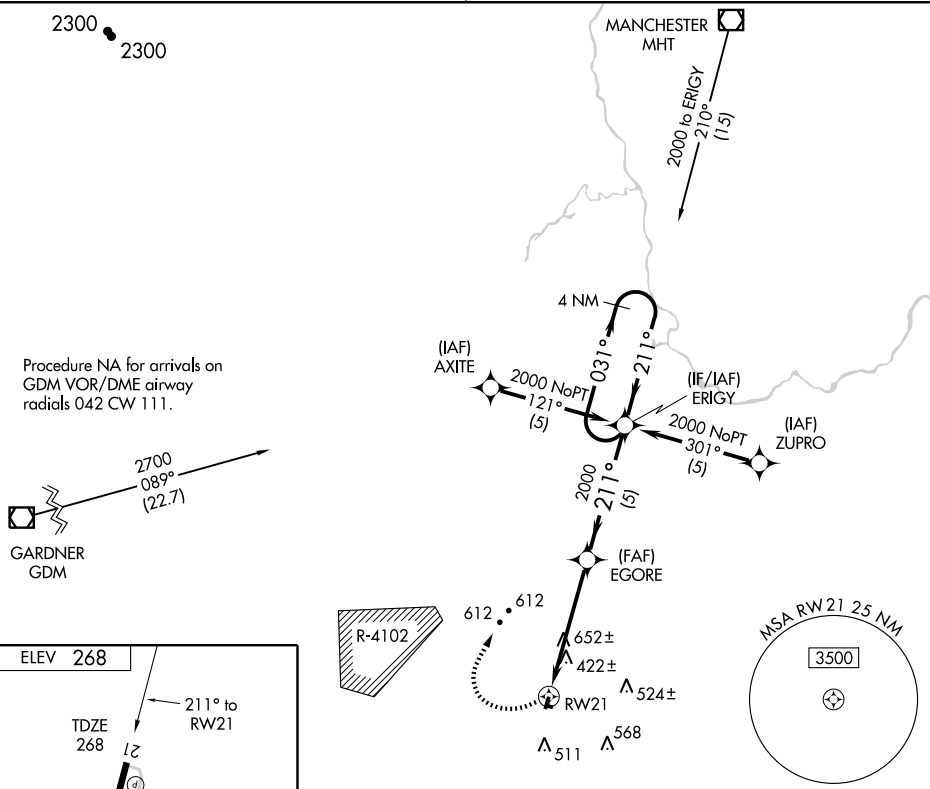 2300
2300
MANCHESTER
MHT
2000 to ERIGY
210°
(15)
4 NM
031°
211°
(IAF)
AXITE
2000 NoPT
121°
(5)
(IF/IAF)
ERIGY
2000 NoPT
301°
(5)
(IAF)
ZUPRO
Procedure NA for arrivals on
GDM VOR/DME airway
radials 042 CW 111.
2700
089°
(22.7)
GARDNER
GDM
2000
211°
(5)
(FAF)
EGORE
R-4102
612
612
652±
422±
RW21
524±
511
568
MSA RW21 25 NM
3500
ELEV 268
211° to
RW21
TDZE
268
21
P